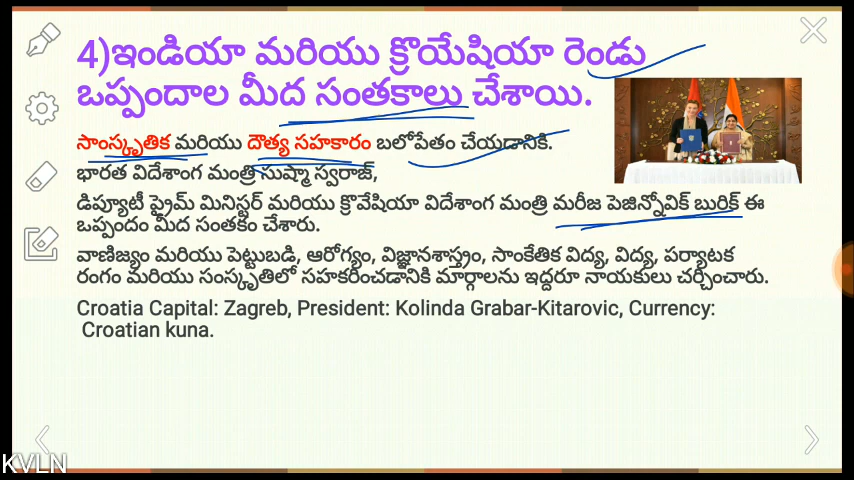 4)ఇండియా మరియు క్రొయేషియా రెండు
ఒప్పందాల మీద సంతకాలు చేశాయి.
సాంస్కృతిక మరియు దౌత్య సహకారం బలోపేతం చేయడానికి.
భారత విదేశాంగ మంత్రి సుష్మా స్వరాజ్,
డిప్యూటీ ప్రైమ్ మినిస్టర్ మరియు క్రొవేషియా విదేశాంగ మంత్రి మరీజ పెజిన్నోవిక్ బురిక్ ఈ
ఒప్పందం మీద సంతకం చేశారు.
వాణిజ్యం మరియు పెట్టుబడి, ఆరోగ్యం, విజ్ఞానశాస్త్రం, సాంకేతిక విద్య, విద్య, పర్యాటక
రంగం మరియు సంస్కృతిలో సహకరించడానికి మార్గాలను ఇద్దరూ నాయకులు చర్చించారు.
Croatia Capital: Zagreb, President: Kolinda Grabar-Kitarovic, Currency:
Croatian kuna.
KVLN